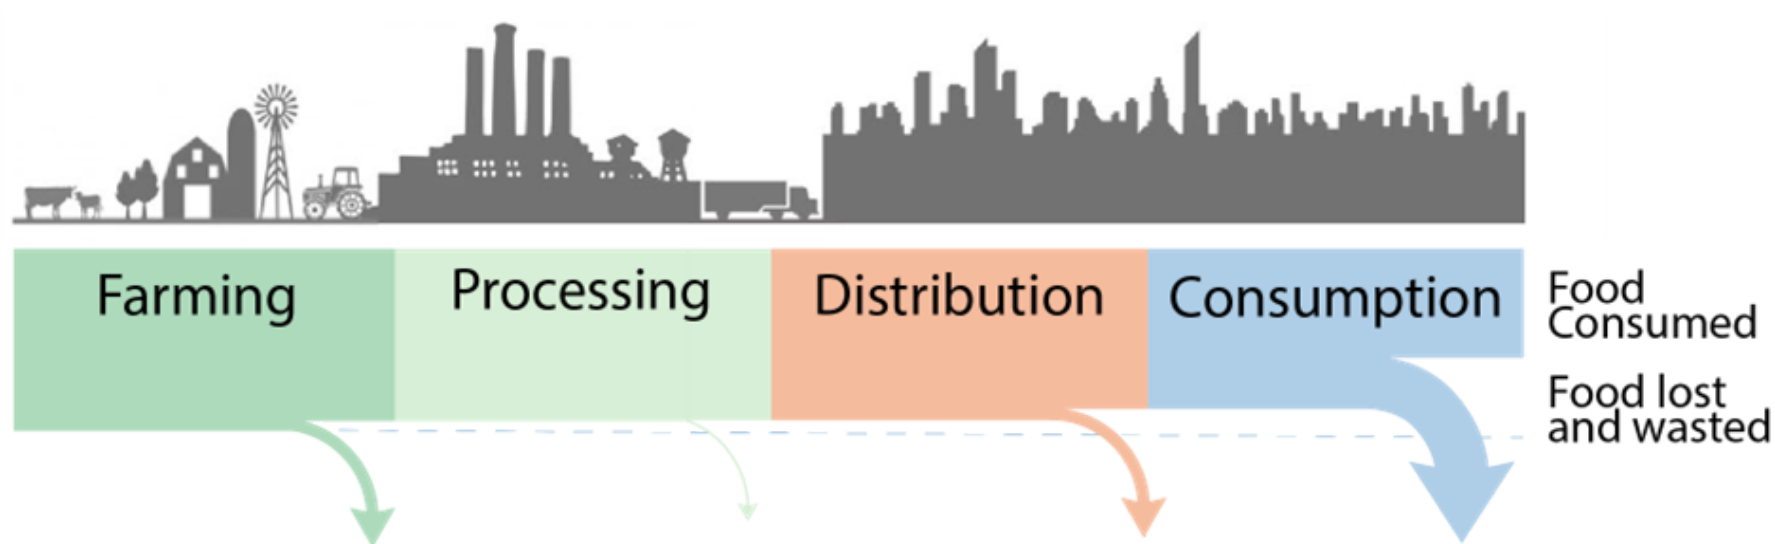 Farming
Processing
Distribution
Consumption
Food
Consumed
Food lost
and wasted